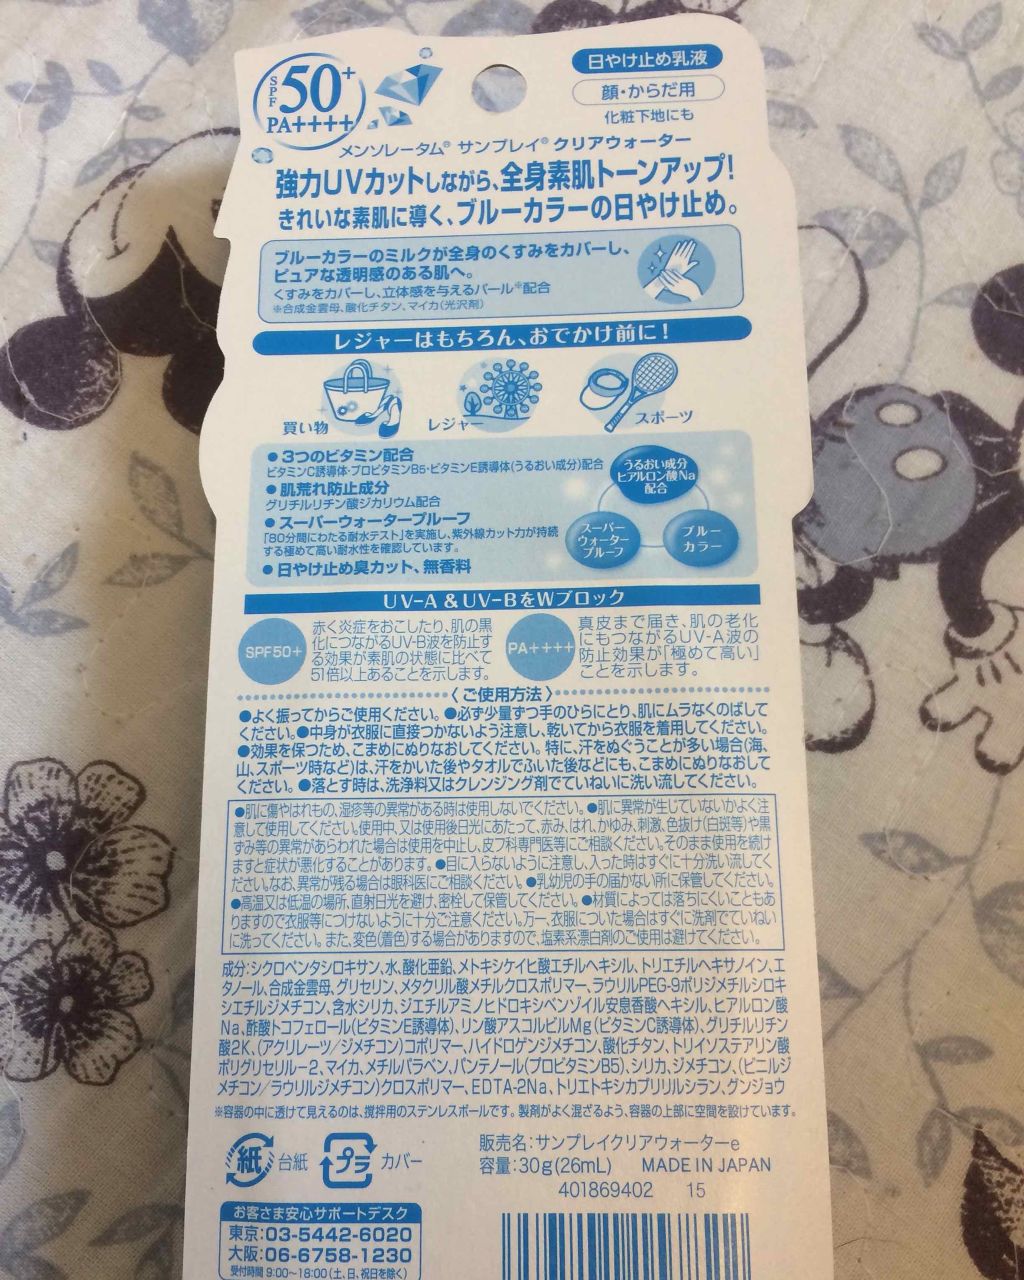 SPF 50+
PA++++
日やけ止め乳液
顔・からだ用
化粧下地にも
メンソレータム® サンプレイ® クリアウォーター
強力UVカットしながら、全身素肌トーンアップ!
きれいな素肌に導く、ブルーカラーの日やけ止め。
ブルーカラーのミルクが全身のくすみをカバーし、
ピュアな透明感のある肌へ。
くすみをカバーし、立体感を与えるパール※配合
※合成金雲母、酸化チタン、マイカ(光沢剤)
レジャーはもちろん、おでかけ前に!
買い物
レジャー
スポーツ
●3つのビタミン配合
ビタミンC誘導体・プロビタミンB5・ビタミンE誘導体(うるおい成分)配合
●肌荒れ防止成分
グリチルリチン酸ジカリウム配合
●スーパーウォータープルーフ
「80分間にわたる耐水テスト」を実施し、紫外線カット力が持続
する極めて高い耐水性を確認しています。
●日やけ止め臭カット、無香料
うるおい成分
ヒアルロン酸Na
配合
スーパー
ウォーター
プルーフ
ブルー
カラー
UV-A & UV-BをWブロック
SPF50+
赤く炎症をおこしたり、肌の黒
化につながるUV-B波を防止す
る効果が素肌の状態に比べて
51倍以上あることを示します。
PA++++
真皮まで届き、肌の老化
にもつながるUV-A波の
防止効果が「極めて高い」
ことを示します。
〈ご使用方法〉
●よく振ってからご使用ください。●必ず少量ずつ手のひらにとり、肌にムラなくのばして
ください。●中身が衣服に直接つかないよう注意し、乾いてから衣服を着用してください。
●効果を保つため、こまめにぬりなおしてください。特に、汗をぬぐうことが多い場合(海、
山、スポーツ時など)は、汗をかいた後やタオルでふいた後などにも、こまめにぬりなおして
ください。●落とす時は、洗浄料又はクレンジング剤でていねいに洗い流してください。
●肌に傷やはれもの、湿疹等の異常がある時は使用しないでください。●肌に異常が生じていないかよく注
意して使用してください。使用中、又は使用後日光にあたって、赤み、はれ、かゆみ、刺激、色抜け(白斑等)や黒
ずみ等の異常があらわれた場合は使用を中止し、皮フ科専門医等にご相談ください。そのまま使用を続け
ますと症状が悪化することがあります。●目に入らないように注意し、入った時はすぐに十分洗い流してく
ださい。なお、異常が残る場合は眼科医にご相談ください。●乳幼児の手の届かない所に保管してください。
●高温又は低温の場所、直射日光を避け、密栓して保管してください。●材質によっては落ちにくいこともあ
りますので衣服等につけないように十分ご注意ください。万一、衣服についた場合はすぐに洗剤でていねい
に洗ってください。また、変色(着色)する場合がありますので、塩素系漂白剤のご使用は避けてください。
成分:シクロペンタシロキサン、水、酸化亜鉛、メトキシケイヒ酸エチルヘキシル、トリエチルヘキサノイン、エ
タノール、合成金雲母、グリセリン、メタクリル酸メチルクロスポリマー、ラウリルPEG-9ポリジメチルシロキ
シエチルジメチコン、含水シリカ、ジエチルアミノヒドロキシベンゾイル安息香酸ヘキシル、ヒアルロン酸
Na、酢酸トコフェロール(ビタミンE誘導体)、リン酸アスコルビルMg(ビタミンC誘導体)、グリチルリチン
酸2K、(アクリレーツ/ジメチコン)コポリマー、ハイドロゲンジメチコン、酸化チタン、トリイソステアリン酸
ポリグリセリル-2、マイカ、メチルパラベン、パンテノール(プロビタミンB5)、シリカ、ジメチコン、(ビニルジ
メチコン/ラウリルジメチコン)クロスポリマー、EDTA-2Na、トリエトキシカプリリルシラン、グンジョウ
※容器の中に透けて見えるのは、撹拌用のステンレスボールです。製剤がよく混ざるよう、容器の上部に空間を設けています。
紙 台紙
プラ カバー
販売名:サンプレイクリアウォーターe
容量:30g(26mL) MADE IN JAPAN
401869402 15
お客さま安心サポートデスク
東京:03-5442-6020
大阪:06-6758-1230
受付時間 9:00~18:00(土、日、祝日を除く)